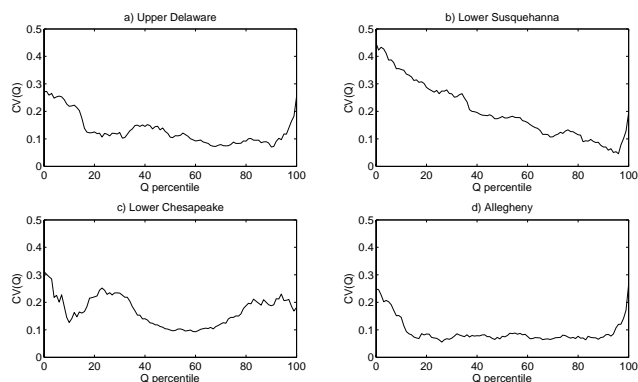 a) Upper Delaware
0.5
0.4
0.3
0.2
0.1
0
CV(Q)
0 20 40 60 80 100
Q percentile
b) Lower Susquehanna
0.5
0.4
0.3
0.2
0.1
0
CV(Q)
0 20 40 60 80 100
Q percentile
c) Lower Chesapeake
0.5
0.4
0.3
0.2
0.1
0
CV(Q)
0 20 40 60 80 100
Q percentile
d) Allegheny
0.5
0.4
0.3
0.2
0.1
0
CV(Q)
0 20 40 60 80 100
Q percentile